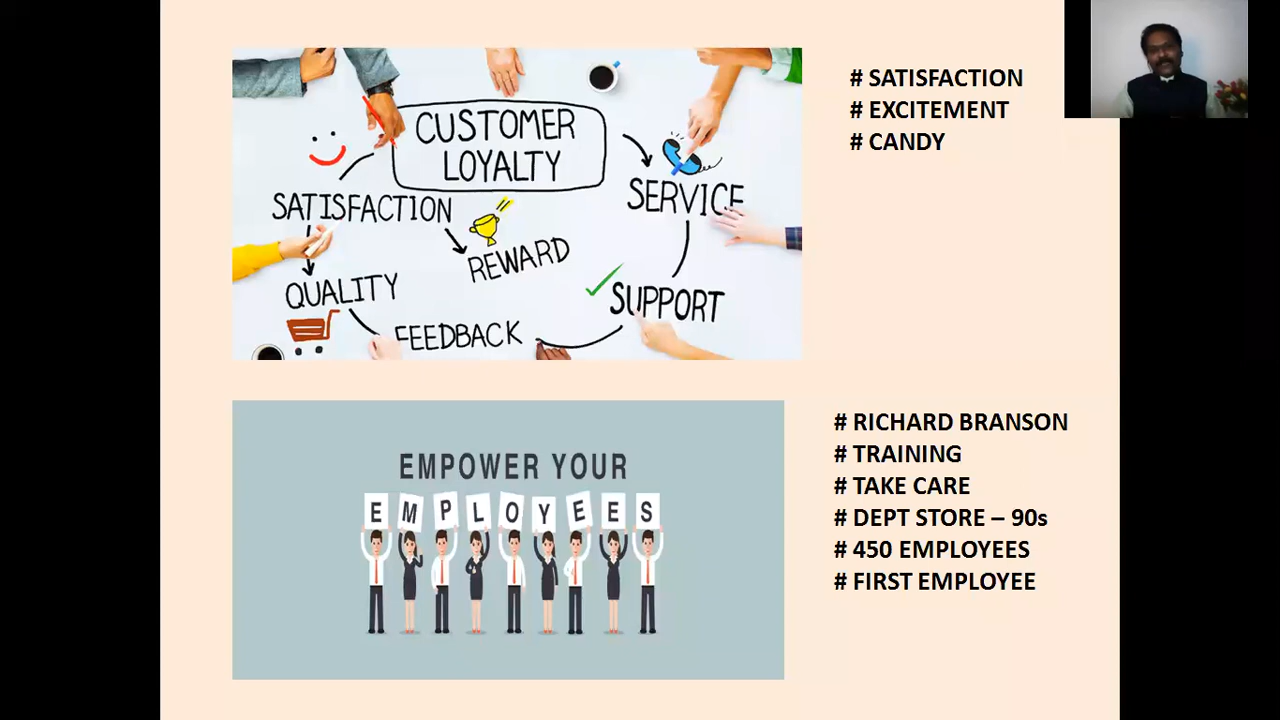 CUSTOMER
LOYALTY
SATISFACTION
SERVICE
REWARD
QUALITY
SUPPORT
FEEDBACK
# SATISFACTION
# EXCITEMENT
# CANDY
EMPOWER YOUR
EMPLOYEES
# RICHARD BRANSON
# TRAINING
# TAKE CARE
# DEPT STORE – 90s
# 450 EMPLOYEES
# FIRST EMPLOYEE